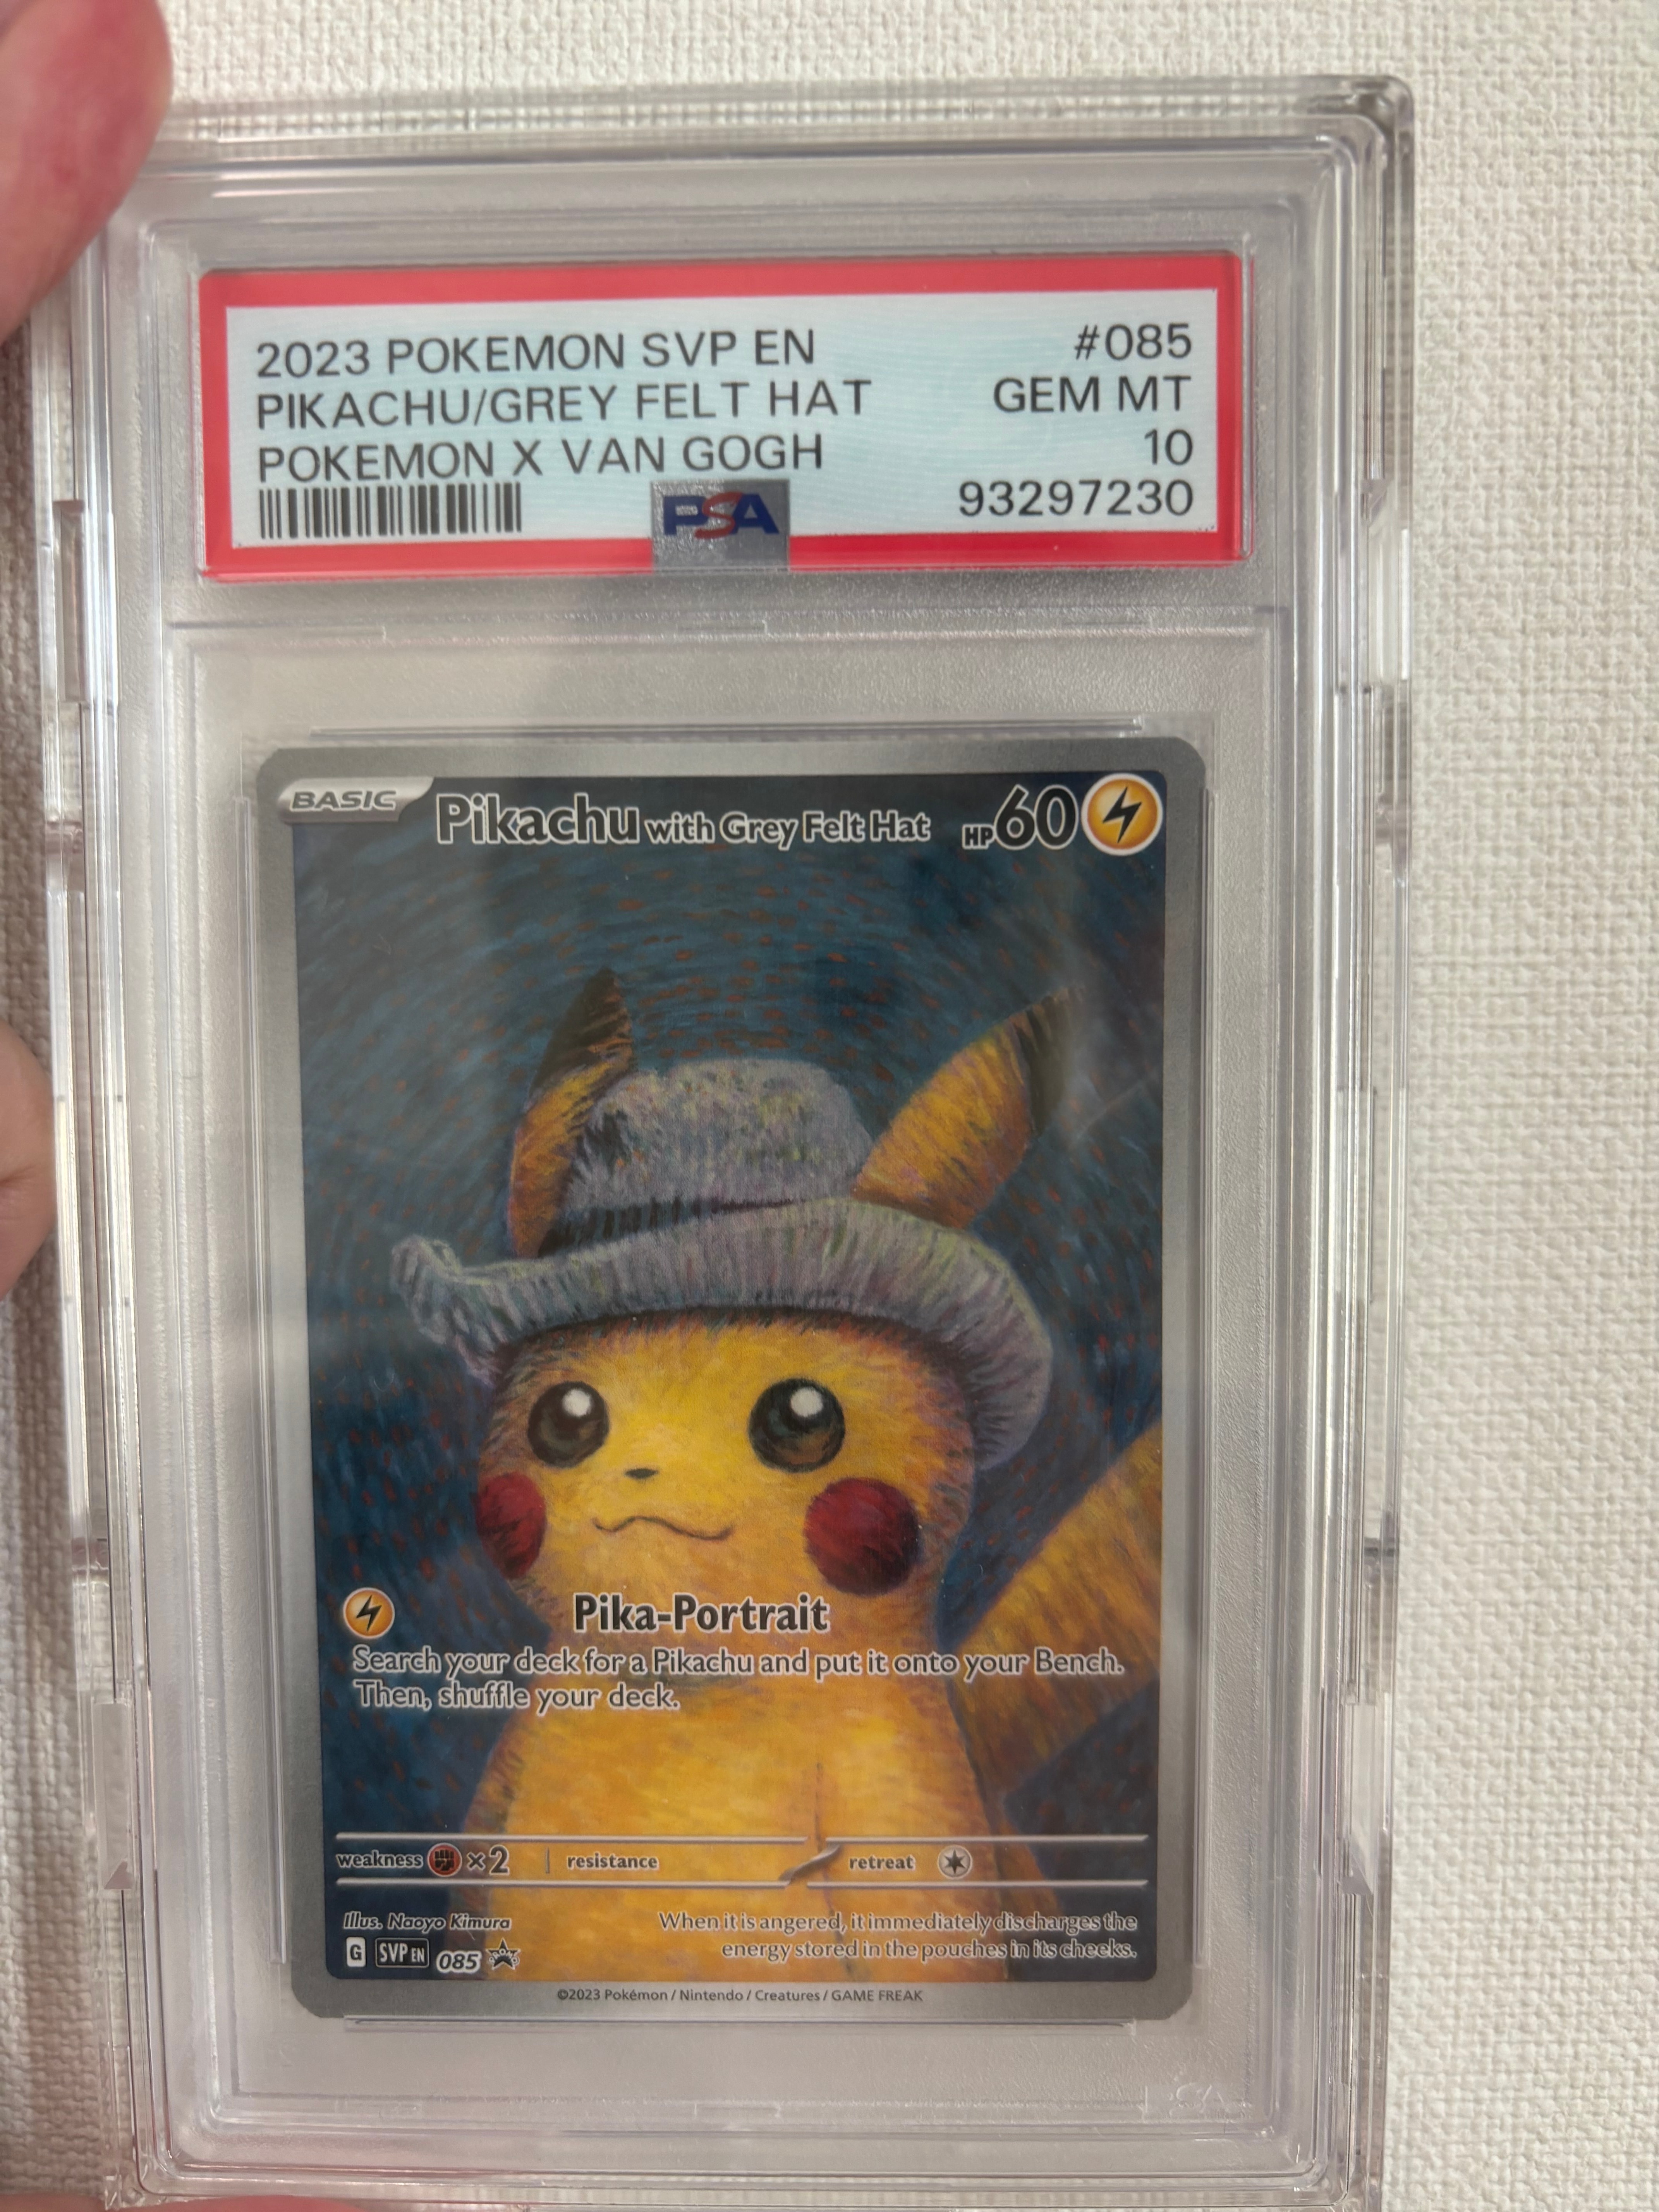 2023 POKEMON SVP EN #085
PIKACHU/GREY FELT HAT GEM MT
POKEMON X VAN GOGH 10
PSA 93297230
BASIC Pikachu with Grey Felt Hat HP60
Pika-Portrait
Search your deck for a Pikachu and put it onto your Bench.
Then, shuffle your deck.
weakness ×2 resistance retreat
Illus. Naoyo Kimura
When it is angered, it immediately discharges the
energy stored in the pouches in its cheeks.
G SVP EN 085
©2023 Pokémon / Nintendo / Creatures / GAME FREAK